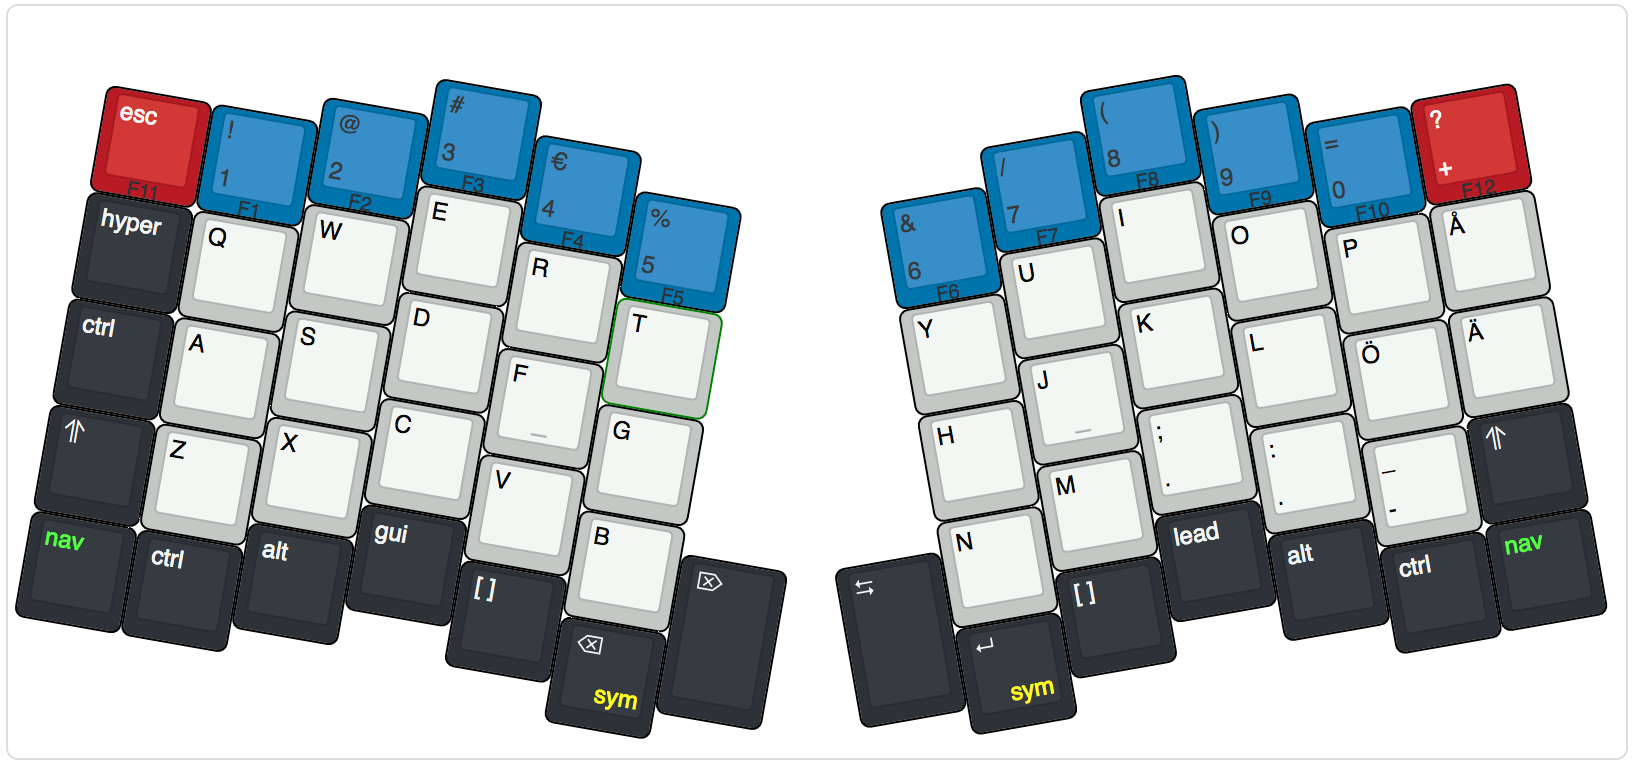 esc
F11
!
1
F1
@
2
F2
#
3
F3
€
4
F4
%
5
F5
hyper
Q
W
E
R
T
ctrl
A
S
D
F
_
G
⇑
Z
X
C
V
B
nav
ctrl
alt
gui
[ ]
⌫
sym
⌦
&
6
F6
/
7
F7
(
8
F8
)
9
F9
=
0
F10
?
+
F12
Y
U
I
O
P
Å
H
J
_
K
L
Ö
Ä
N
M
;
.
:
.
_
-
⇑
⇆
↵
sym
[ ]
lead
alt
ctrl
nav